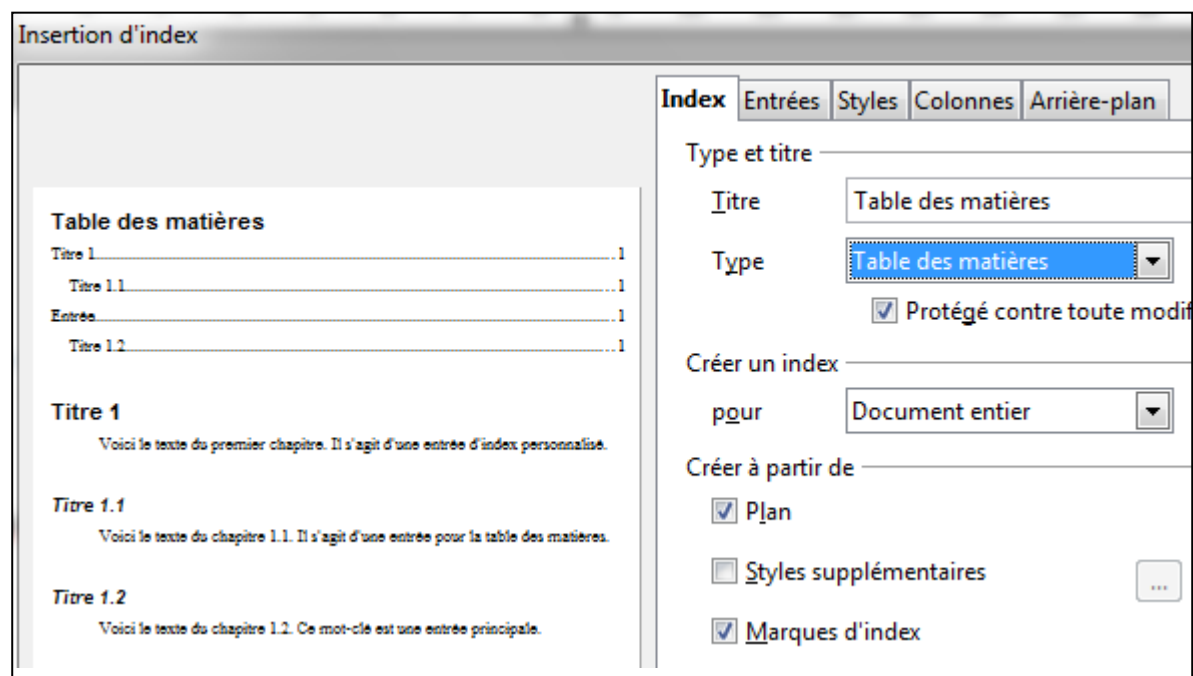 Insertion d'index
Table des matières
Titre 1 1
Titre 1.1 1
Entrée 1
Titre 1.2 1
Titre 1
Voici le texte du premier chapitre. Il s'agit d'une entrée d'index personnalisé.
Titre 1.1
Voici le texte du chapitre 1.1. Il s'agit d'une entrée pour la table des matières.
Titre 1.2
Voici le texte du chapitre 1.2. Ce mot-clé est une entrée principale.
Index Entrées Styles Colonnes Arrière-plan
Type et titre
Titre Table des matières
Type Table des matières
Protégé contre toute modif
Créer un index
pour Document entier
Créer à partir de
Plan
Styles supplémentaires ...
Marques d'index